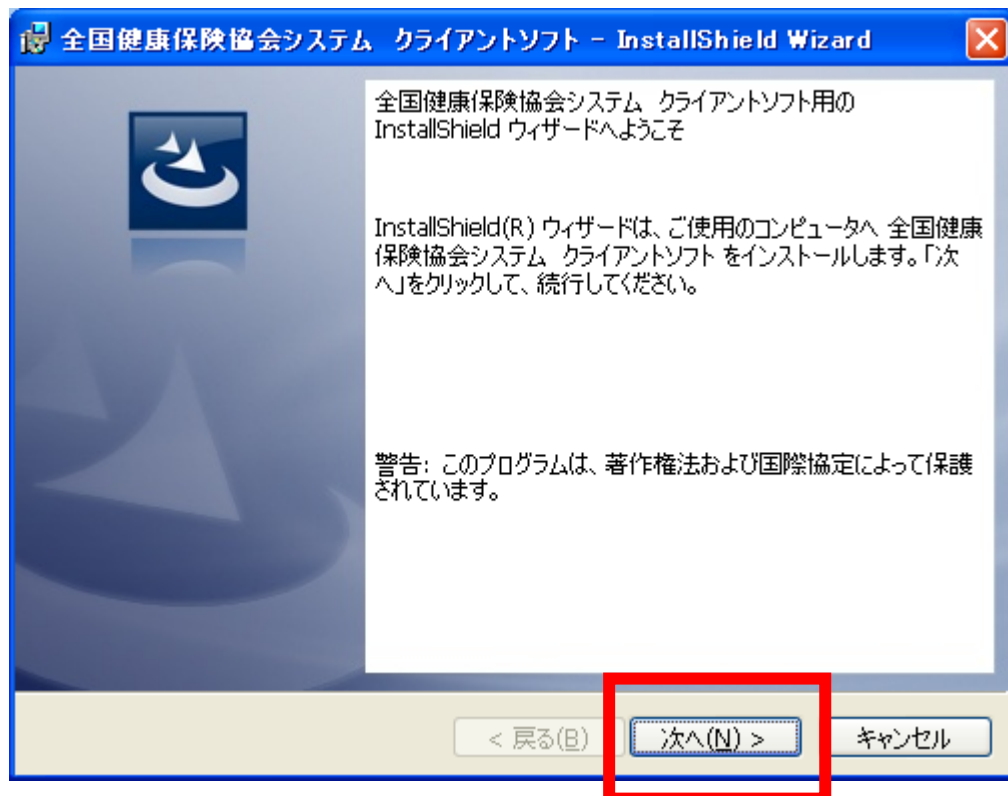 全国健康保険協会システム クライアントソフト - InstallShield Wizard
全国健康保険協会システム クライアントソフト用の
InstallShield ウィザードへようこそ
InstallShield(R) ウィザードは、ご使用のコンピュータへ 全国健康
保険協会システム クライアントソフト をインストールします。「次
へ」をクリックして、続行してください。
警告: このプログラムは、著作権法および国際協定によって保護
されています。
< 戻る(B)
次へ(N) >
キャンセル